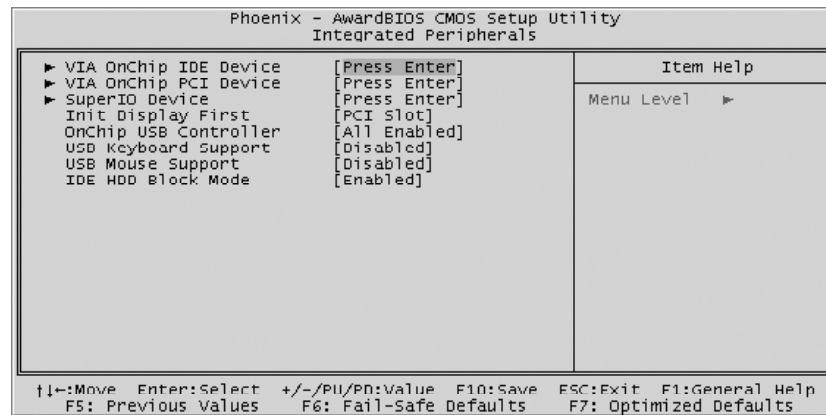 Phoenix - AwardBIOS CMOS Setup Utility
Integrated Peripherals
► VIA OnChip IDE Device [Press Enter]
► VIA OnChip PCI Device [Press Enter]
► SuperIO Device [Press Enter]
Init Display First [PCI Slot]
OnChip USB Controller [All Enabled]
USB Keyboard Support [Disabled]
USB Mouse Support [Disabled]
IDE HDD Block Mode [Enabled]
Item Help
Menu Level ►
↑↓←:Move Enter:Select +/-/PU/PD:Value F10:Save ESC:Exit F1:General Help
F5: Previous Values F6: Fail-Safe Defaults F7: Optimized Defaults